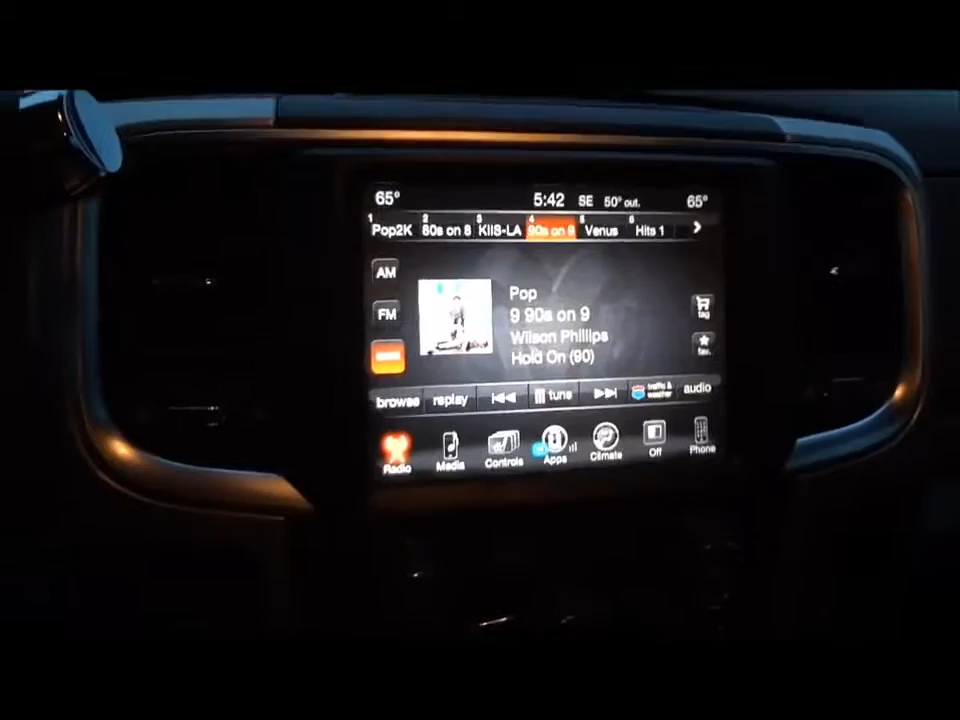 65° 5:42 SE 50° out. 65°
1 Pop2K 2 80s on 8 3 KIIS-LA 4 90s on 9 5 Venus 6 Hits 1
AM
FM
Pop
9 90s on 9
Wilson Phillips
Hold On (90)
tag
fav.
browse replay tune traffic & weather audio
Radio Media Controls Apps Climate Off Phone